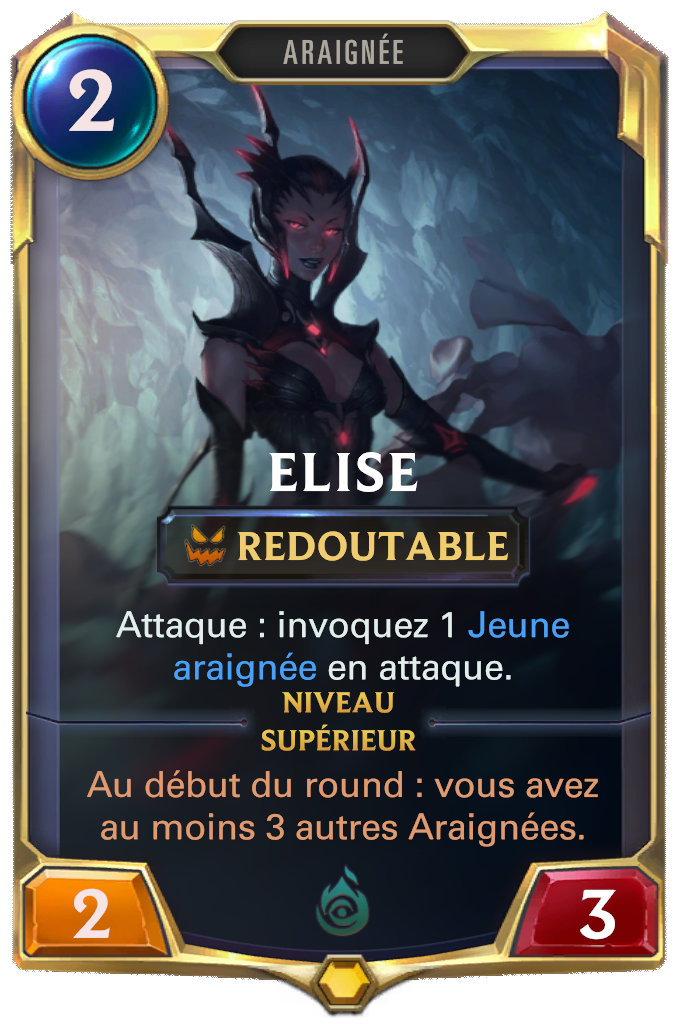 ARAIGNÉE
2
ELISE
REDOUTABLE
Attaque : invoquez 1 Jeune
araignée en attaque.
NIVEAU
SUPÉRIEUR
Au début du round : vous avez
au moins 3 autres Araignées.
2
3